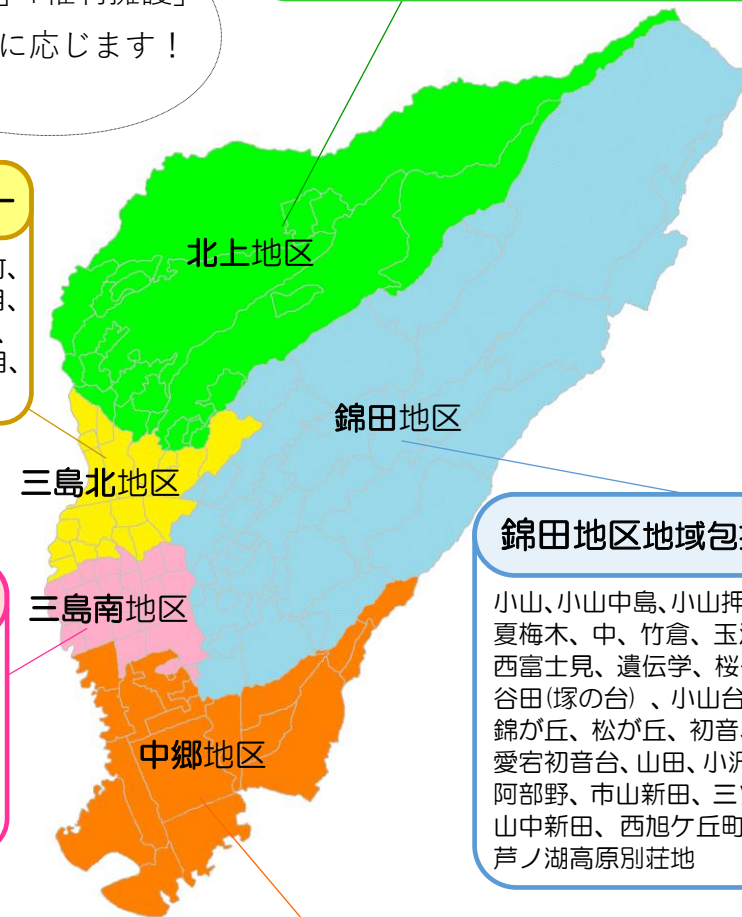 に応じます！
ー
町、
北上地区
錦田地区
三島北地区
三島南地区
中郷地区
錦田地区地域包
小山、小山中島、小山押
夏梅木、中、竹倉、玉
西富士見、遺伝学、桜
谷田(塚の台) 、小山台
錦が丘、松が丘、初音
愛宕初音台、山田、小沢
阿部野、市山新田、三
山中新田、西旭ケ丘町
芦ノ湖高原別荘地